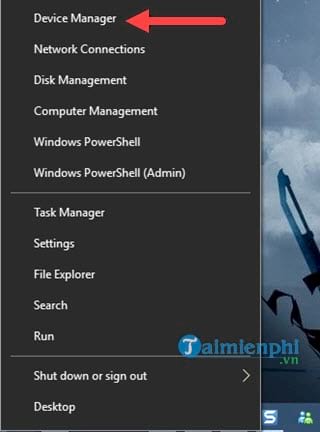 Device Manager
Network Connections
Disk Management
Computer Management
Windows PowerShell
Windows PowerShell (Admin)
Task Manager
Settings
File Explorer
Search
Run
Taimienphi
.vn
Shut down or sign out
Desktop
S